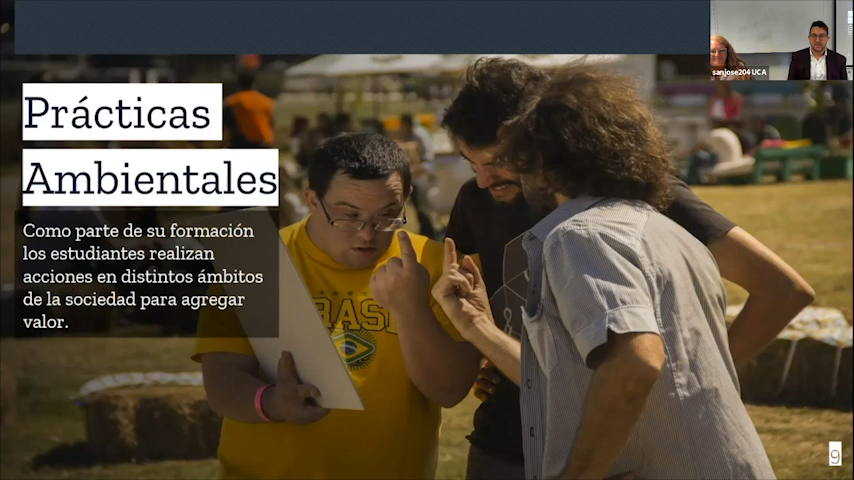 sanjose204 UCA
Prácticas
Ambientales
Como parte de su formación
los estudiantes realizan
acciones en distintos ámbitos
de la sociedad para agregar
valor.
BRASI
9